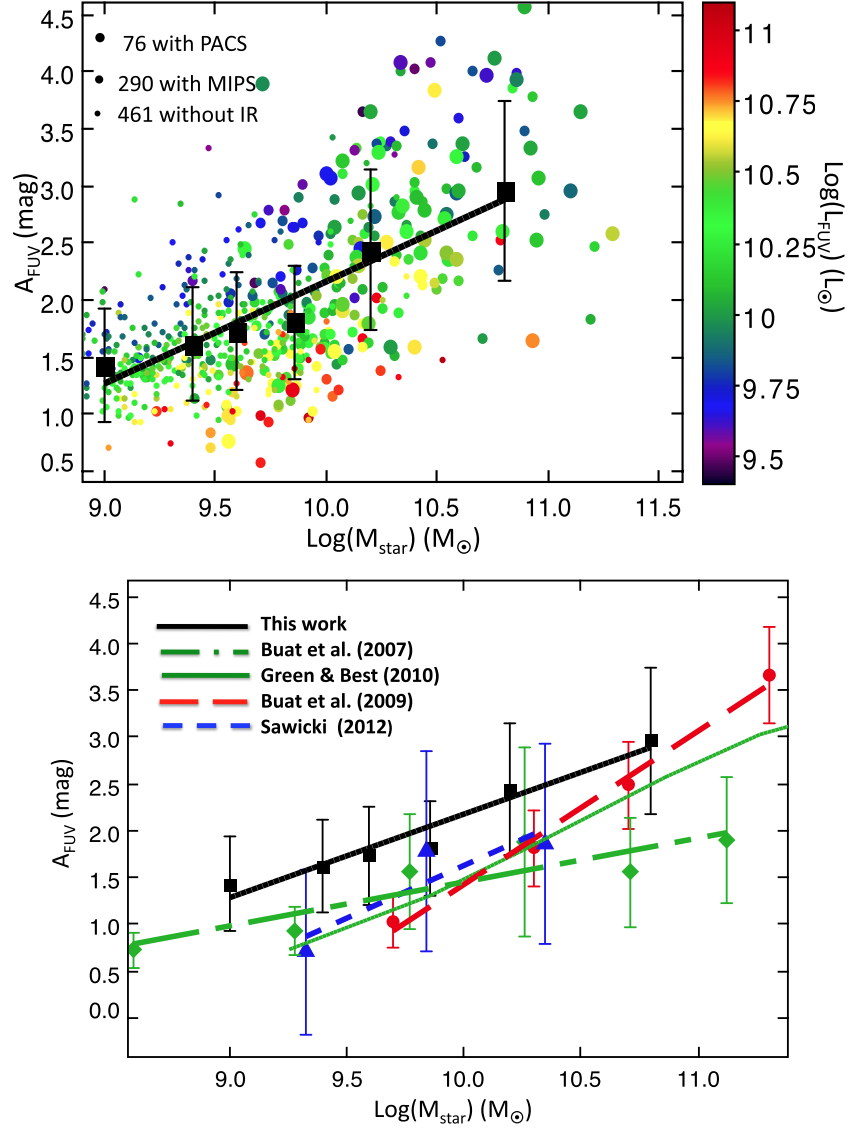 4.5
4.0
3.5
3.0
2.5
2.0
1.5
1.0
0.5
A_FUV (mag)
76 with PACS
290 with MIPS
461 without IR
9.0 9.5 10.0 10.5 11.0 11.5
Log(M_star) (M_⊙)
11
10.75
10.5
10.25
10
9.75
9.5
Log(L_FUV) (L_⊙)
4.5
4.0
3.5
3.0
2.5
2.0
1.5
1.0
0.5
0.0
A_FUV (mag)
This work
Buat et al. (2007)
Green & Best (2010)
Buat et al. (2009)
Sawicki (2012)
9.0 9.5 10.0 10.5 11.0
Log(M_star) (M_⊙)